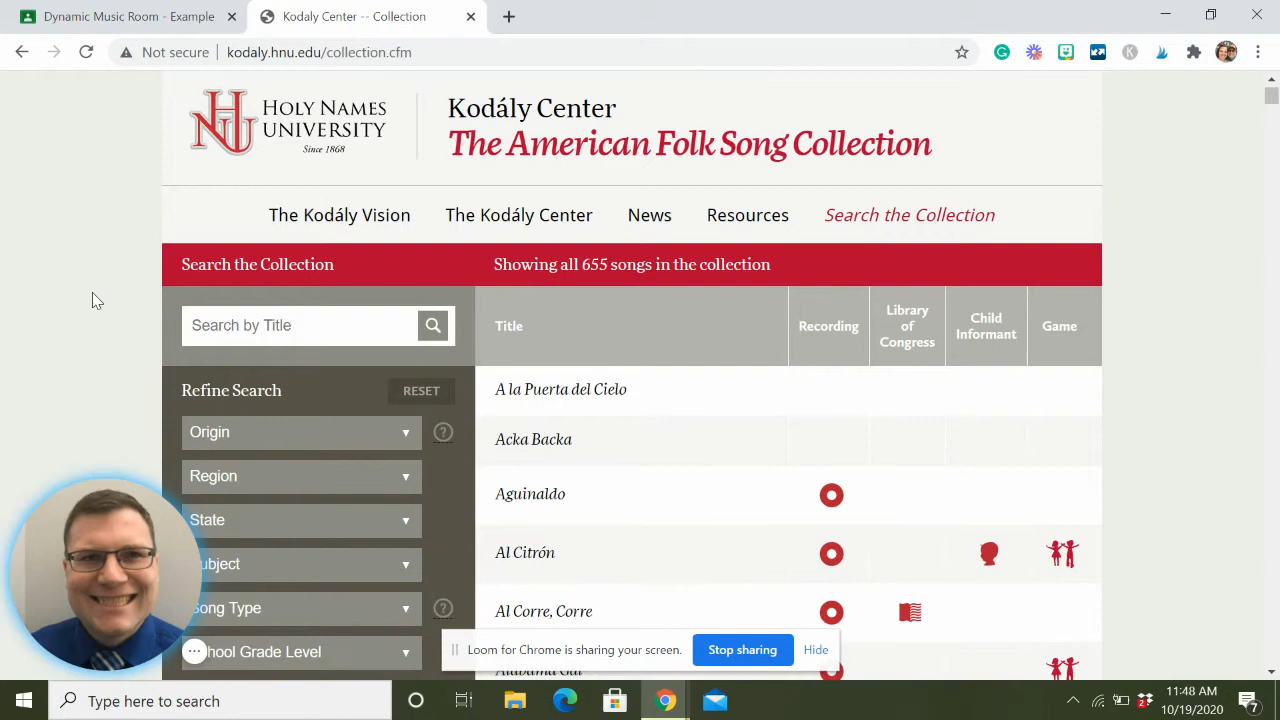 Dynamic Music Room - Example
Kodaly Center -- Collection
Not secure
kodaly.hnu.edu/collection.cfm
HNU
HOLY NAMES
UNIVERSITY
Since 1868
Kodály Center
The American Folk Song Collection
The Kodály Vision
The Kodály Center
News
Resources
Search the Collection
Search the Collection
Showing all 655 songs in the collection
Search by Title
Title
Recording
Library
of
Congress
Child
Informant
Game
Refine Search
RESET
Origin
?
Region
State
ubject
ong Type
?
hool Grade Level
A la Puerta del Cielo
Acka Backa
Aguinaldo
Al Citrón
Al Corre, Corre
Alabama Gal
Loom for Chrome is sharing your screen.
Stop sharing
Hide
Type here to search
2
11:48 AM
10/19/2020
7